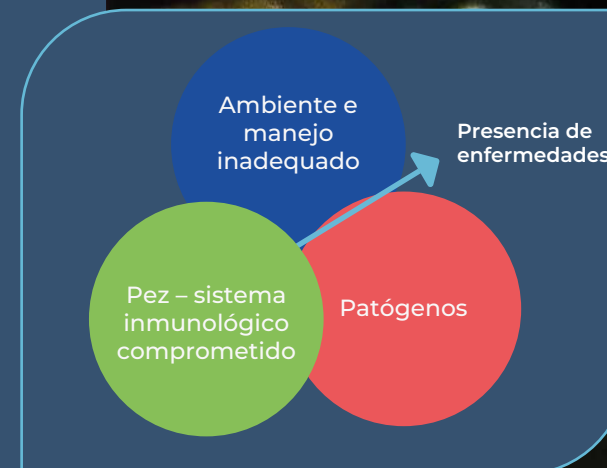 Ambiente e
manejo
inadequado
Presencia de
enfermedades
Pez – sistema
inmunológico
comprometido
Patógenos